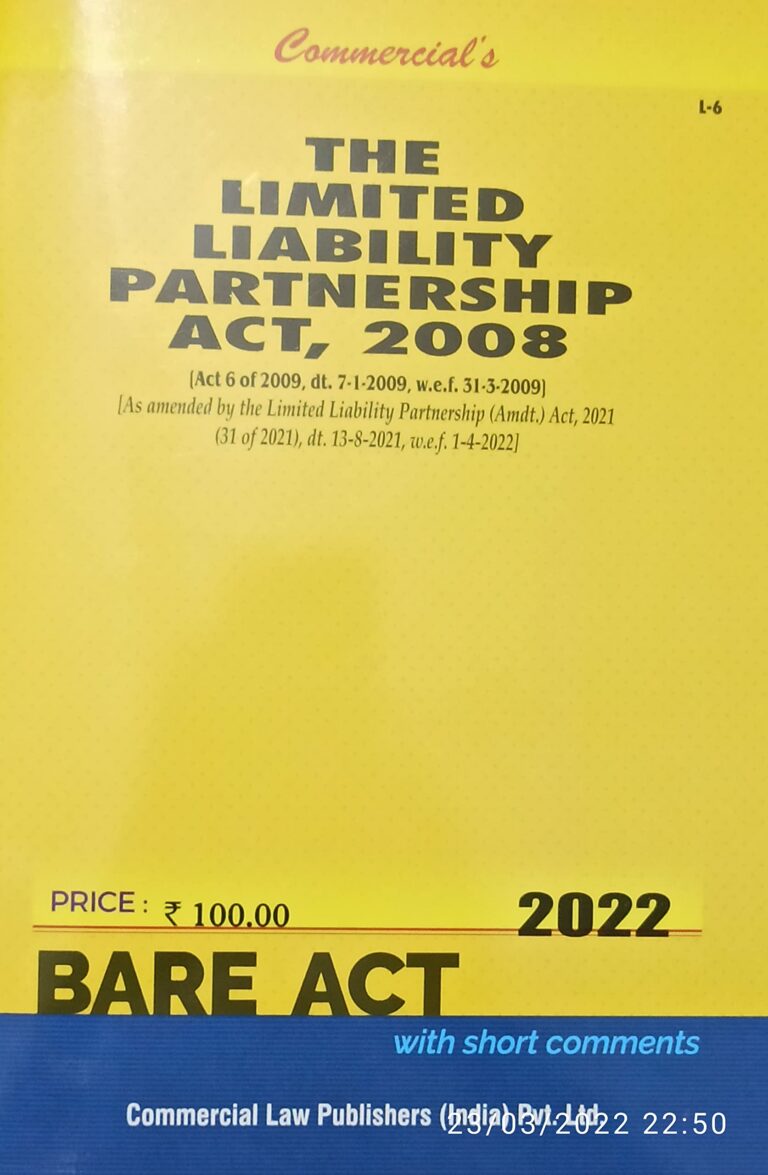 Commercial's
L-6
THE
LIMITED
LIABILITY
PARTNERSHIP
ACT, 2008
[Act 6 of 2009, dt. 7-1-2009, w.e.f. 31-3-2009]
[As amended by the Limited Liability Partnership (Amdt.) Act, 2021
(31 of 2021), dt. 13-8-2021, w.e.f. 1-4-2022]
PRICE : ₹ 100.00
2022
BARE ACT
with short comments
Commercial Law Publishers (India) Pvt. Ltd.
23/03/2022 22:50